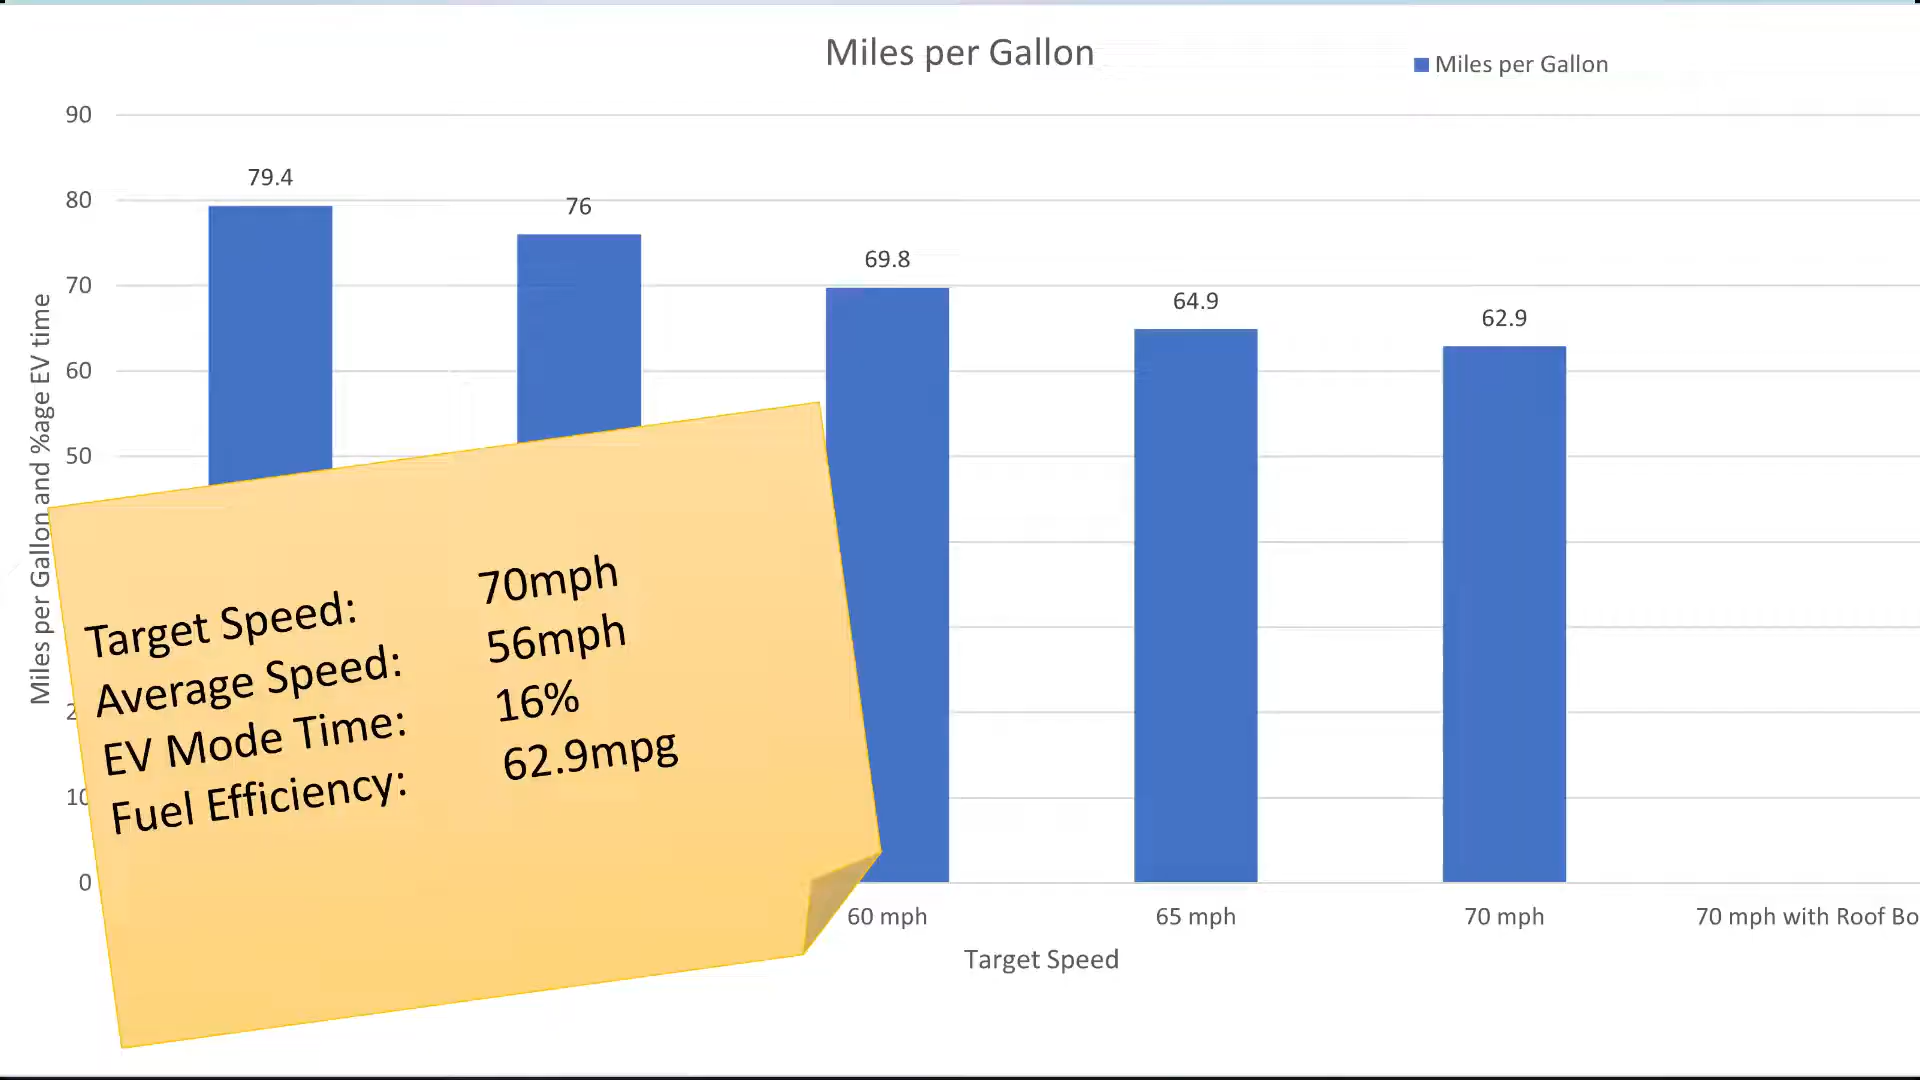 Miles per Gallon
Miles per Gallon
90
80
70
60
50
10
0
Miles per Gallon and %age EV time
79.4
76
69.8
64.9
62.9
Target Speed: 70mph
Average Speed: 56mph
EV Mode Time: 16%
Fuel Efficiency: 62.9mpg
60 mph
65 mph
70 mph
70 mph with Roof Bo
Target Speed